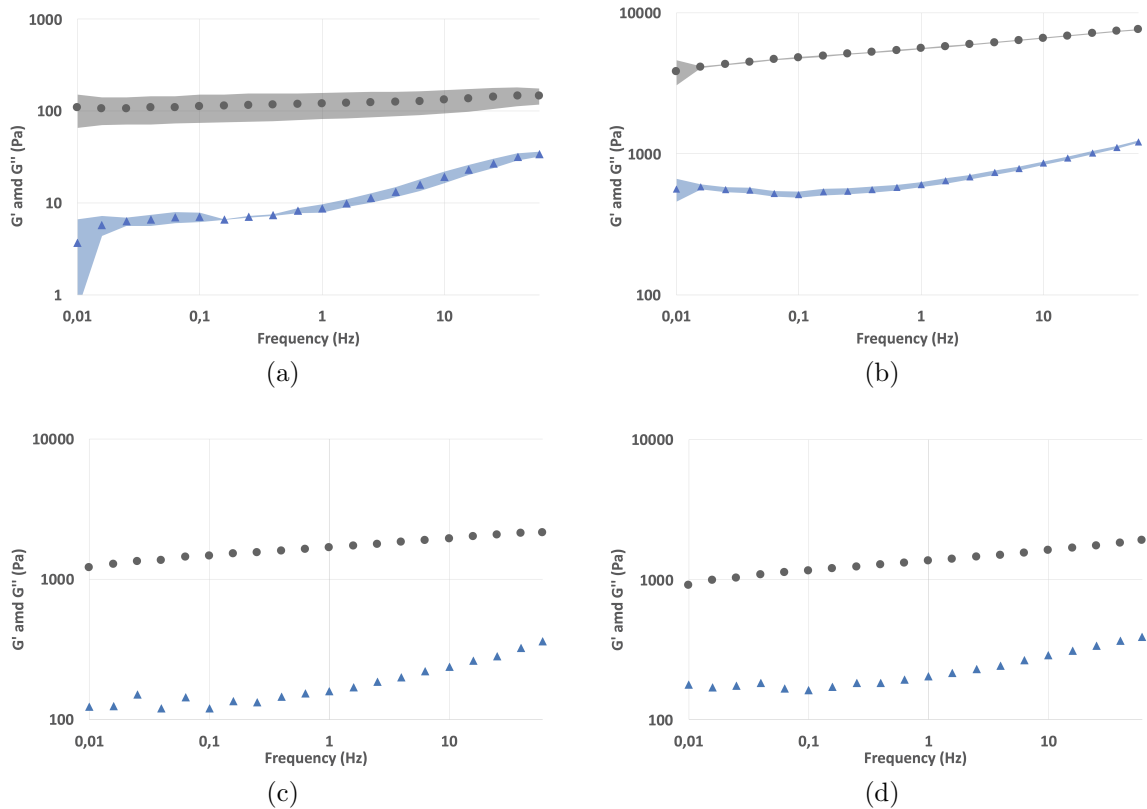 1000
100
10
1
G' amd G'' (Pa)
0,01 0,1 1 10
Frequency (Hz)
(a)
10000
1000
100
G' amd G'' (Pa)
0,01 0,1 1 10
Frequency (Hz)
(b)
10000
1000
100
G' amd G'' (Pa)
0,01 0,1 1 10
Frequency (Hz)
(c)
10000
1000
100
G' amd G'' (Pa)
0,01 0,1 1 10
Frequency (Hz)
(d)